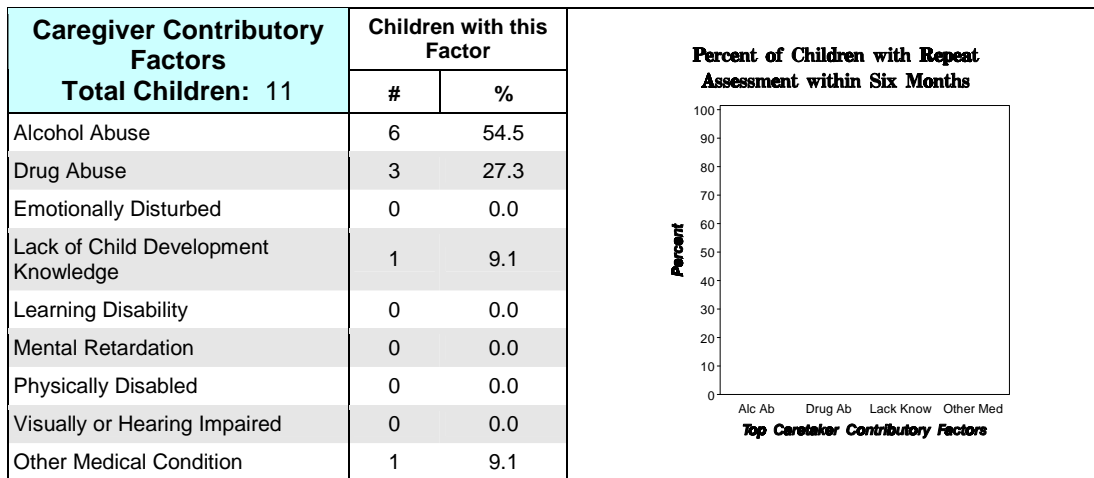 Caregiver Contributory
Factors
Total Children: 11
Children with this
Factor
# %
Alcohol Abuse 6 54.5
Drug Abuse 3 27.3
Emotionally Disturbed 0 0.0
Lack of Child Development
Knowledge 1 9.1
Learning Disability 0 0.0
Mental Retardation 0 0.0
Physically Disabled 0 0.0
Visually or Hearing Impaired 0 0.0
Other Medical Condition 1 9.1
Percent of Children with Repeat
Assessment within Six Months
100
90
80
70
60
50
40
30
20
10
0
Percent
Alc Ab Drug Ab Lack Know Other Med
Top Caretaker Contributory Factors